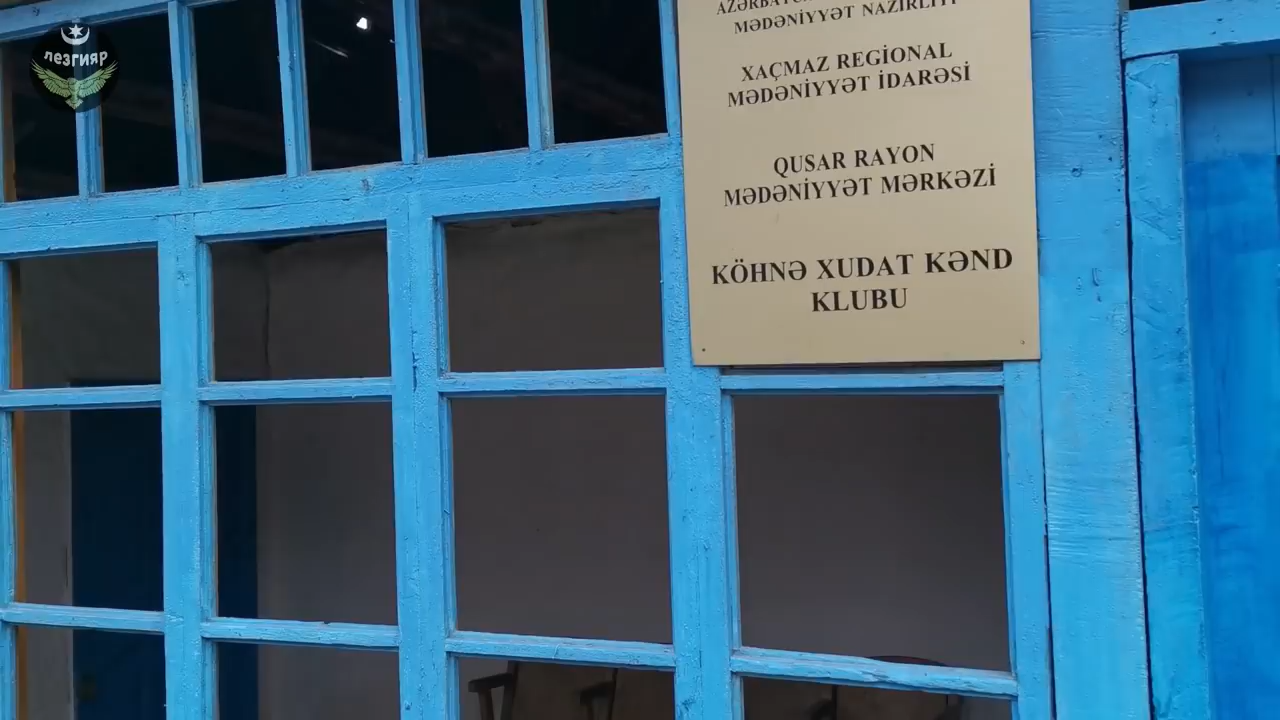 лезгияр
MƏDƏNİYYƏT NAZİRLİYİ
XAÇMAZ REGİONAL
MƏDƏNİYYƏT İDARƏSİ
QUSAR RAYON
MƏDƏNİYYƏT MƏRKƏZİ
KÖHNƏ XUDAT KƏND
KLUBU